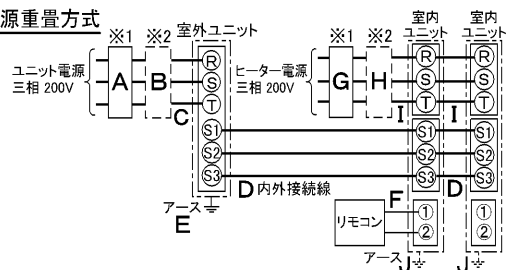 源重畳方式
※1 ※2 室外ユニット
ユニット電源
三相 200V
A B C
R
S
T
S1
S2
S3
アース
E
D 内外接続線
※1 ※2
ヒーター電源
三相 200V
G H I I
室内
ユニット
R
S
T
S1
S2
S3
室内
ユニット
R
S
T
S1
S2
S3
D
F
リモコン
①
②
①
②
アース J J